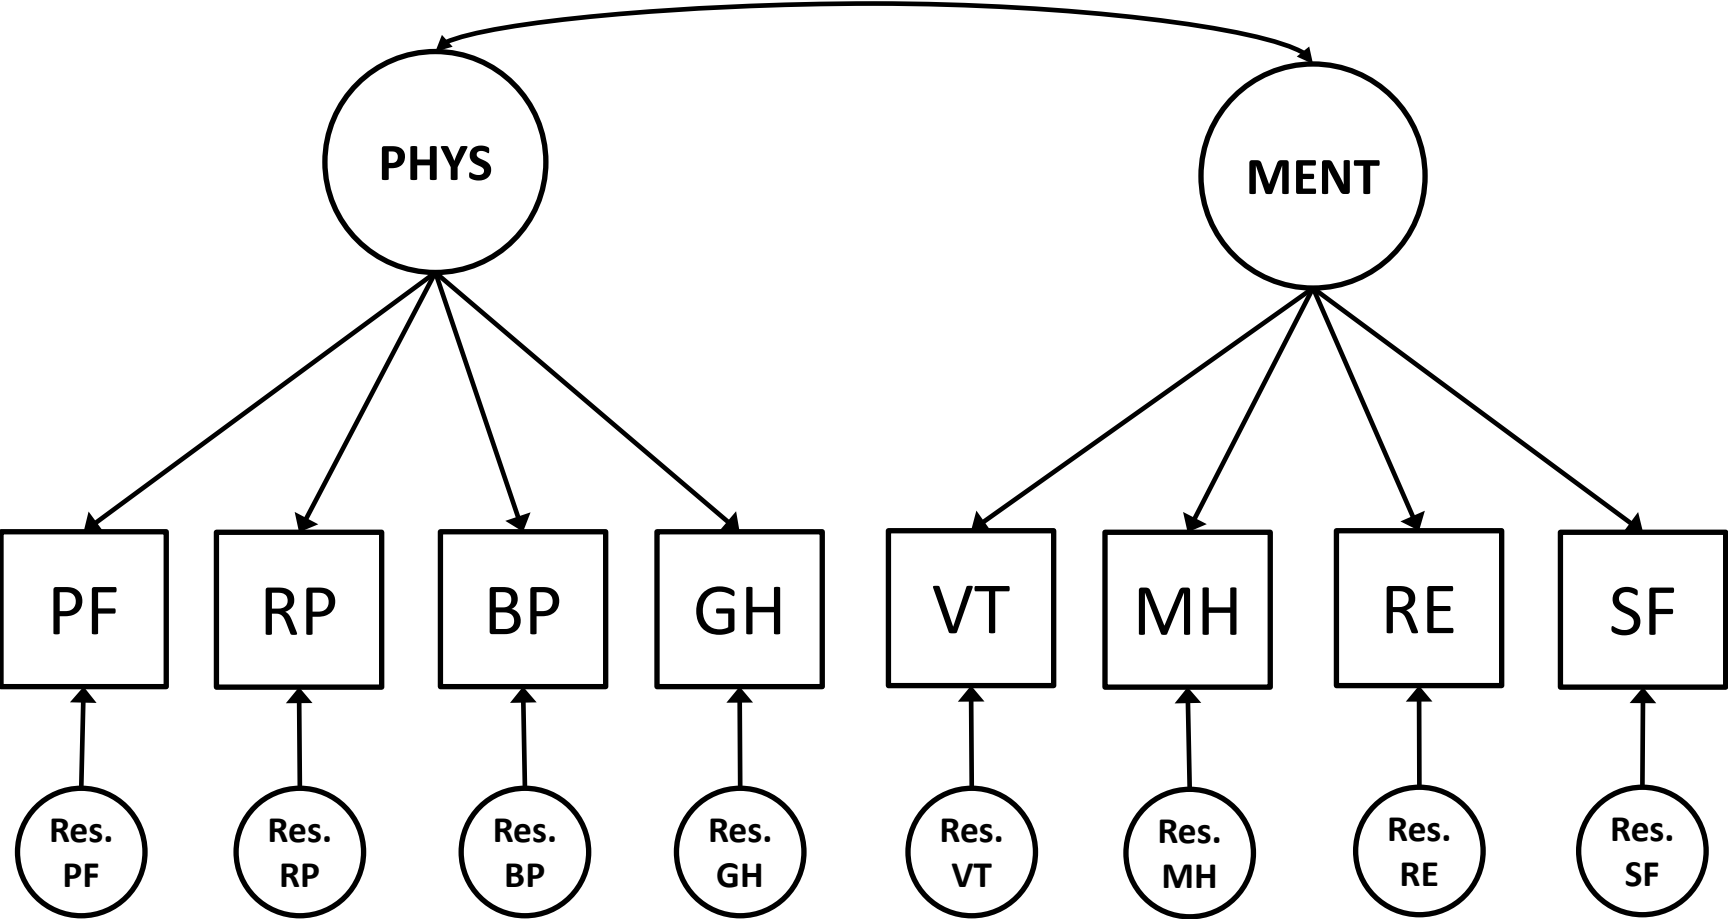 PHYS
MENT
PF
RP
BP
GH
VT
MH
RE
SF
Res.
PF
Res.
RP
Res.
BP
Res.
GH
Res.
VT
Res.
MH
Res.
RE
Res.
SF